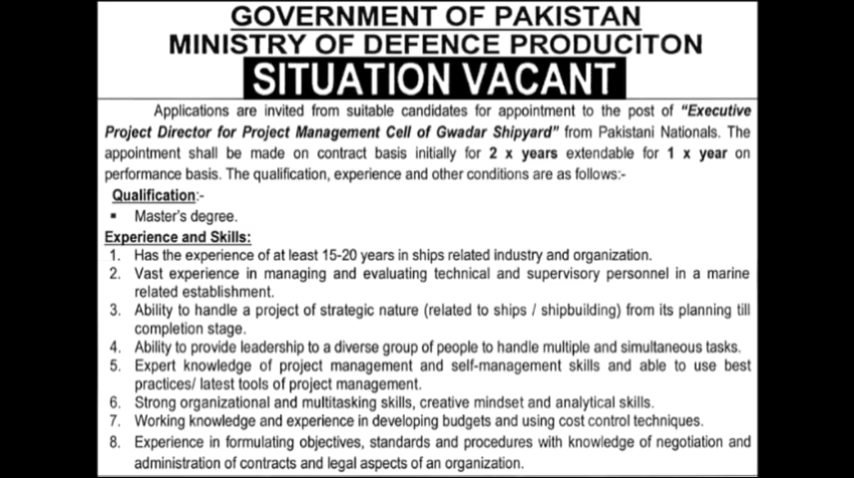 GOVERNMENT OF PAKISTAN
MINISTRY OF DEFENCE PRODUCITON
SITUATION VACANT
Applications are invited from suitable candidates for appointment to the post of “Executive
Project Director for Project Management Cell of Gwadar Shipyard” from Pakistani Nationals. The
appointment shall be made on contract basis initially for 2 x years extendable for 1 x year on
performance basis. The qualification, experience and other conditions are as follows:-
Qualification:-
▪ Master's degree.
Experience and Skills:
1. Has the experience of at least 15-20 years in ships related industry and organization.
2. Vast experience in managing and evaluating technical and supervisory personnel in a marine
related establishment.
3. Ability to handle a project of strategic nature (related to ships / shipbuilding) from its planning till
completion stage.
4. Ability to provide leadership to a diverse group of people to handle multiple and simultaneous tasks.
5. Expert knowledge of project management and self-management skills and able to use best
practices/ latest tools of project management.
6. Strong organizational and multitasking skills, creative mindset and analytical skills.
7. Working knowledge and experience in developing budgets and using cost control techniques.
8. Experience in formulating objectives, standards and procedures with knowledge of negotiation and
administration of contracts and legal aspects of an organization.